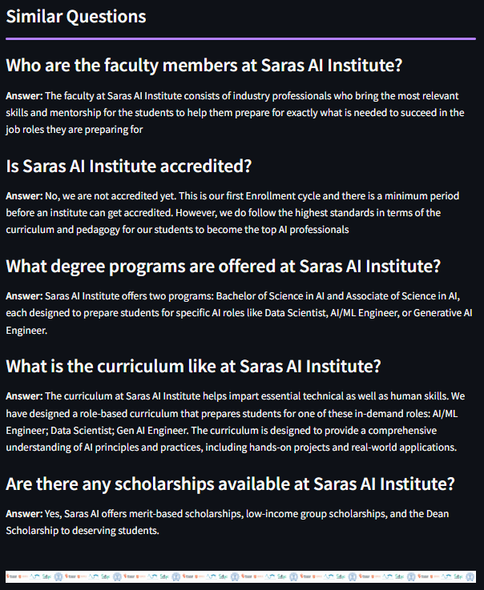 Similar Questions
Who are the faculty members at Saras AI Institute?
Answer: The faculty at Saras AI Institute consists of industry professionals who bring the most relevant
skills and mentorship for the students to help them prepare for exactly what is needed to succeed in the
job roles they are preparing for
Is Saras AI Institute accredited?
Answer: No, we are not accredited yet. This is our first Enrollment cycle and there is a minimum period
before an institute can get accredited. However, we do follow the highest standards in terms of the
curriculum and pedagogy for our students to become the top AI professionals
What degree programs are offered at Saras AI Institute?
Answer: Saras AI Institute offers two programs: Bachelor of Science in AI and Associate of Science in AI,
each designed to prepare students for specific AI roles like Data Scientist, AI/ML Engineer, or Generative AI
Engineer.
What is the curriculum like at Saras AI Institute?
Answer: The curriculum at Saras AI Institute helps impart essential technical as well as human skills. We
have designed a role-based curriculum that prepares students for one of these in-demand roles: AI/ML
Engineer; Data Scientist; Gen AI Engineer. The curriculum is designed to provide a comprehensive
understanding of AI principles and practices, including hands-on projects and real-world applications.
Are there any scholarships available at Saras AI Institute?
Answer: Yes, Saras AI offers merit-based scholarships, low-income group scholarships, and the Dean
Scholarship to deserving students.